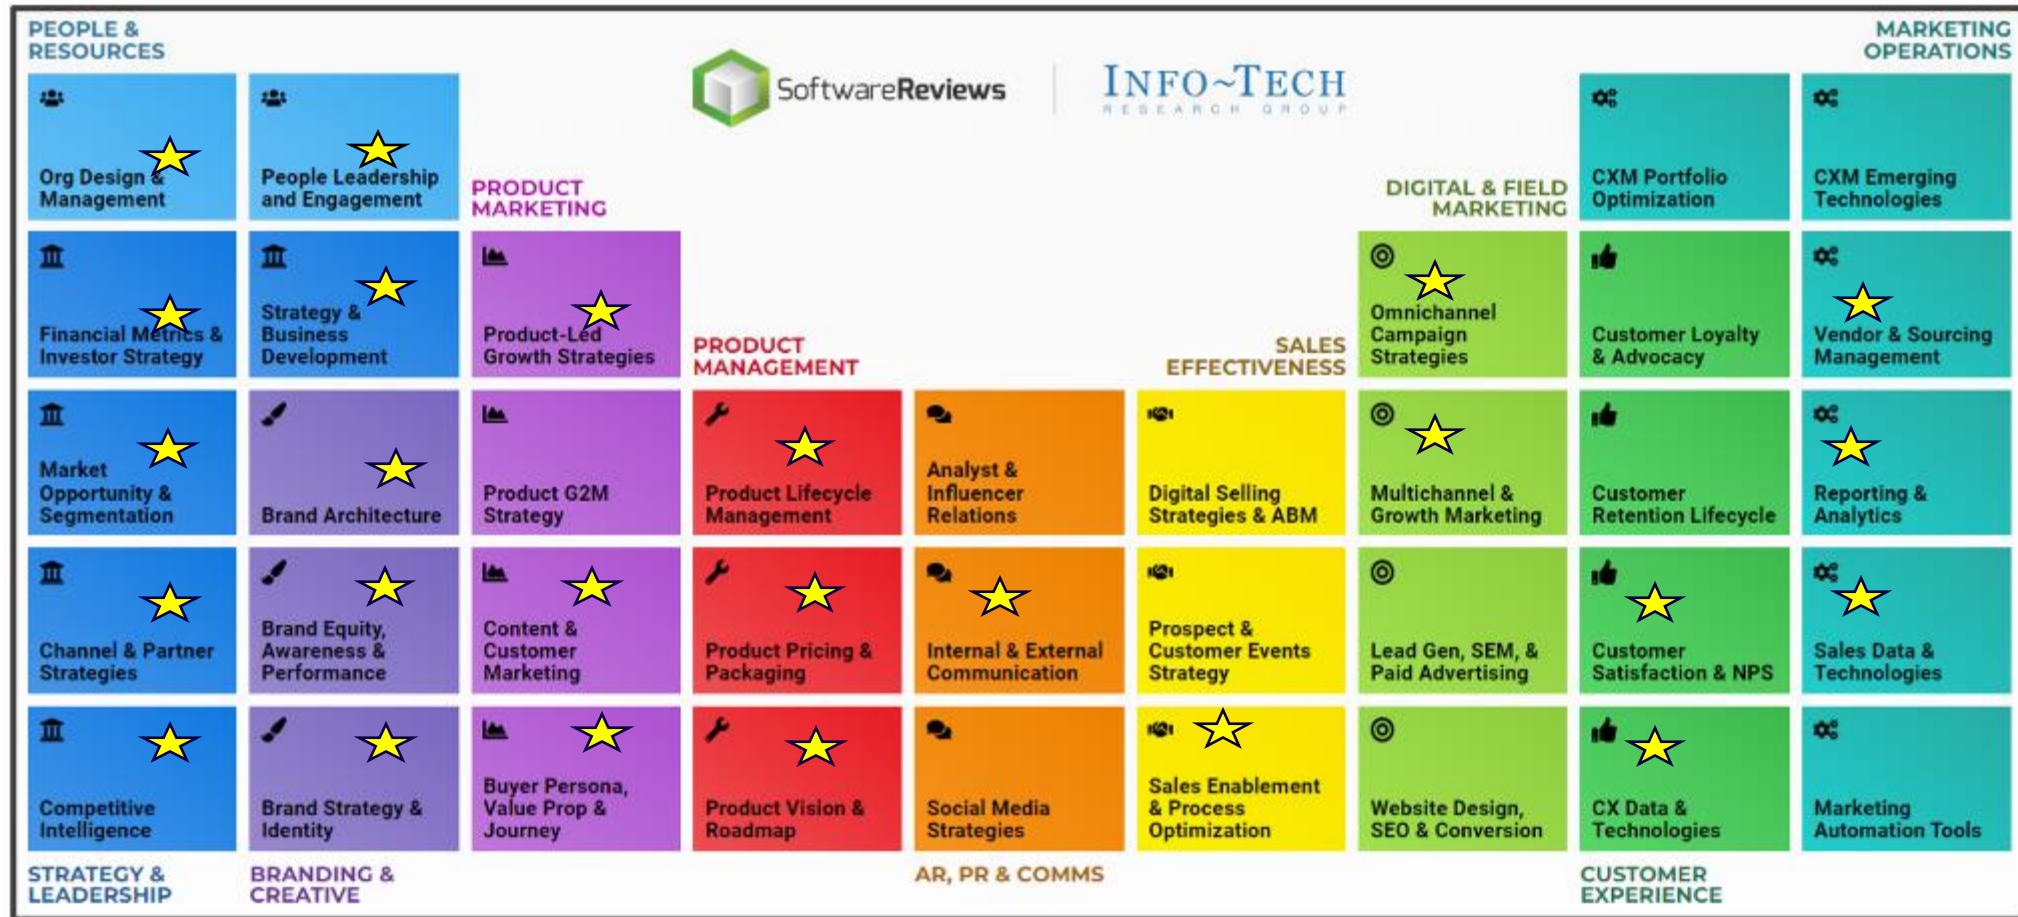 PEOPLE &
RESOURCES
MARKETING
OPERATIONS
SoftwareReviews
INFO~TECH
RESEARCH GROUP
Org Design &
Management
People Leadership
and Engagement
PRODUCT
MARKETING
DIGITAL & FIELD
MARKETING
CXM Portfolio
Optimization
CXM Emerging
Technologies
Financial Metrics &
Investor Strategy
Strategy &
Business
Development
Product-Led
Growth Strategies
PRODUCT
MANAGEMENT
SALES
EFFECTIVENESS
Omnichannel
Campaign
Strategies
Customer Loyalty
& Advocacy
Vendor & Sourcing
Management
Market
Opportunity &
Segmentation
Brand Architecture
Product G2M
Strategy
Product Lifecycle
Management
Analyst &
Influencer
Relations
Digital Selling
Strategies & ABM
Multichannel &
Growth Marketing
Customer
Retention Lifecycle
Reporting &
Analytics
Channel & Partner
Strategies
Brand Equity,
Awareness &
Performance
Content &
Customer
Marketing
Product Pricing &
Packaging
Internal & External
Communication
Prospect &
Customer Events
Strategy
Lead Gen, SEM, &
Paid Advertising
Customer
Satisfaction & NPS
Sales Data &
Technologies
Competitive
Intelligence
Brand Strategy &
Identity
Buyer Persona,
Value Prop &
Journey
Product Vision &
Roadmap
Social Media
Strategies
Sales Enablement
& Process
Optimization
Website Design,
SEO & Conversion
CX Data &
Technologies
Marketing
Automation Tools
STRATEGY &
LEADERSHIP
BRANDING &
CREATIVE
AR, PR & COMMS
CUSTOMER
EXPERIENCE